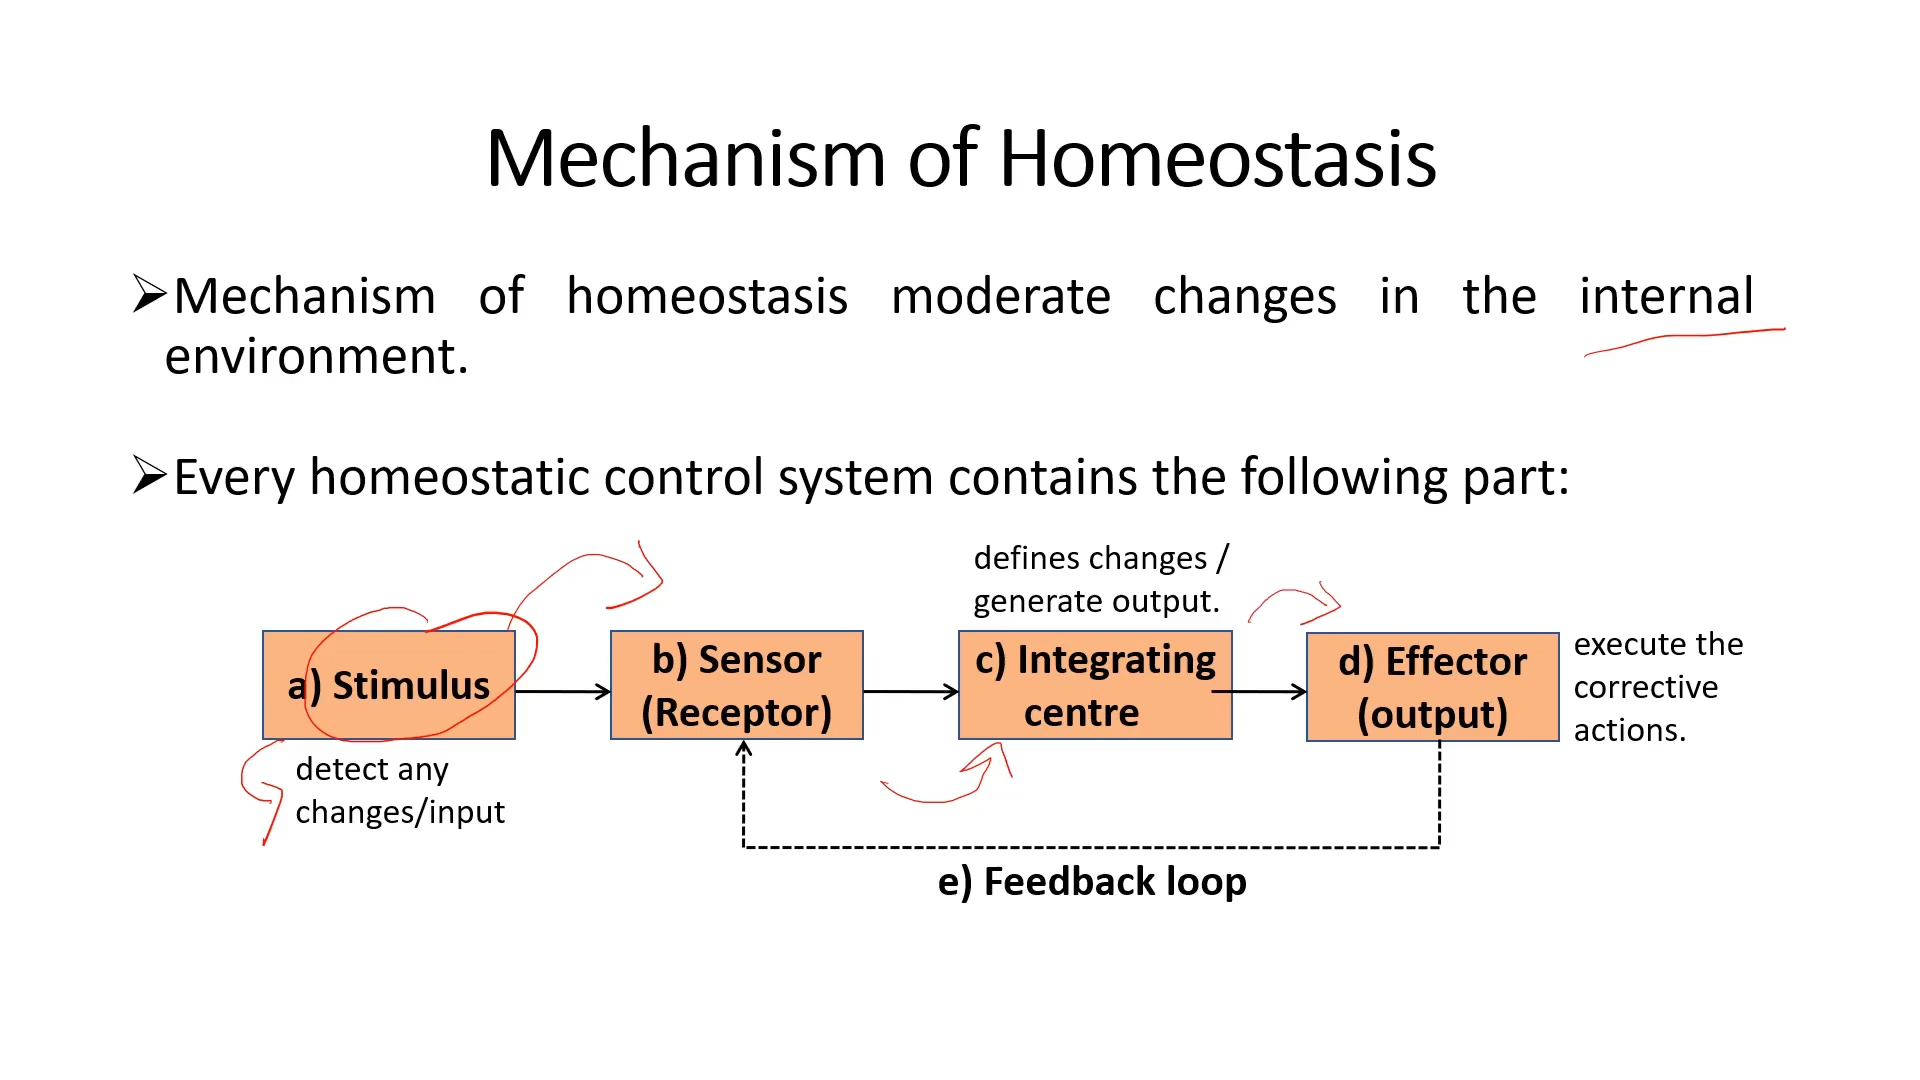 Mechanism of Homeostasis
➢Mechanism of homeostasis moderate changes in the internal
environment.
➢Every homeostatic control system contains the following part:
defines changes /
generate output.
a) Stimulus
b) Sensor
(Receptor)
c) Integrating
centre
d) Effector
(output)
execute the
corrective
actions.
detect any
changes/input
e) Feedback loop